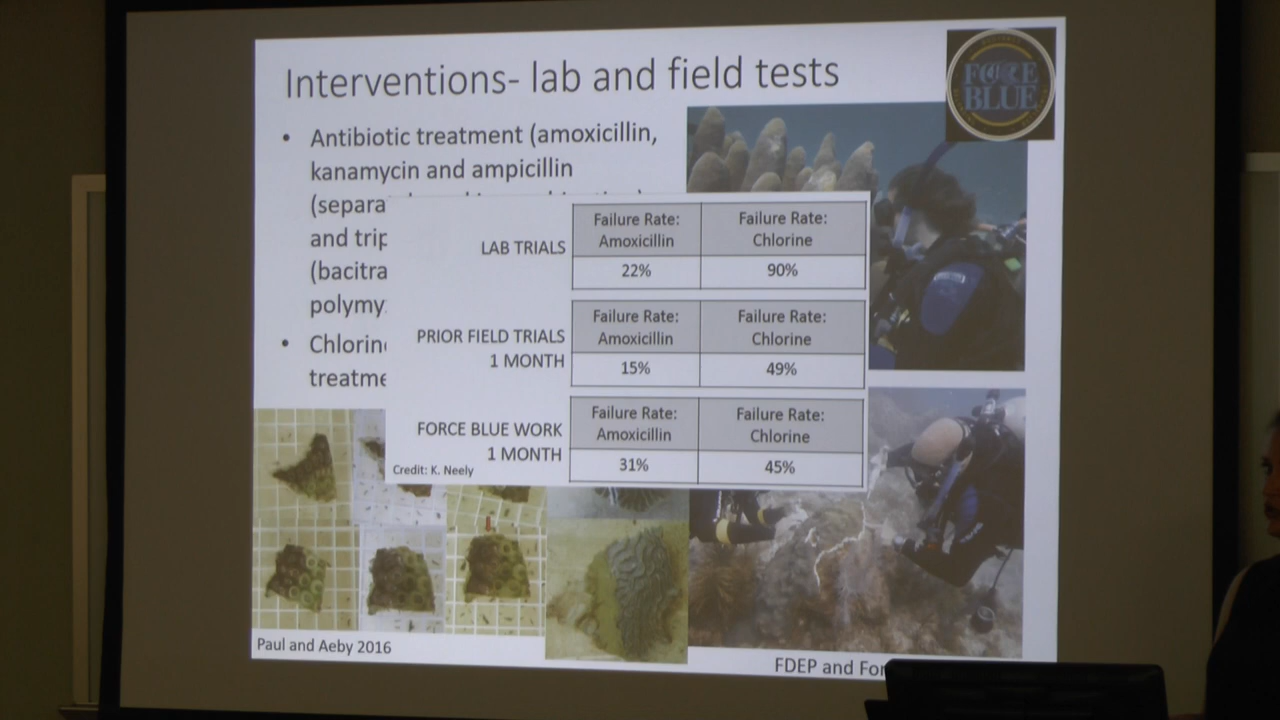 Interventions- lab and field tests
FORCE
BLUE
• Antibiotic treatment (amoxicillin,
kanamycin and ampicillin
(separa
and trip
(bacitra
polymy
• Chlorin
treatme
LAB TRIALS
Failure Rate: Amoxicillin
Failure Rate: Chlorine
22%
90%
PRIOR FIELD TRIALS
1 MONTH
Failure Rate: Amoxicillin
Failure Rate: Chlorine
15%
49%
FORCE BLUE WORK
1 MONTH
Failure Rate: Amoxicillin
Failure Rate: Chlorine
31%
45%
Credit: K. Neely
Paul and Aeby 2016
FDEP and For